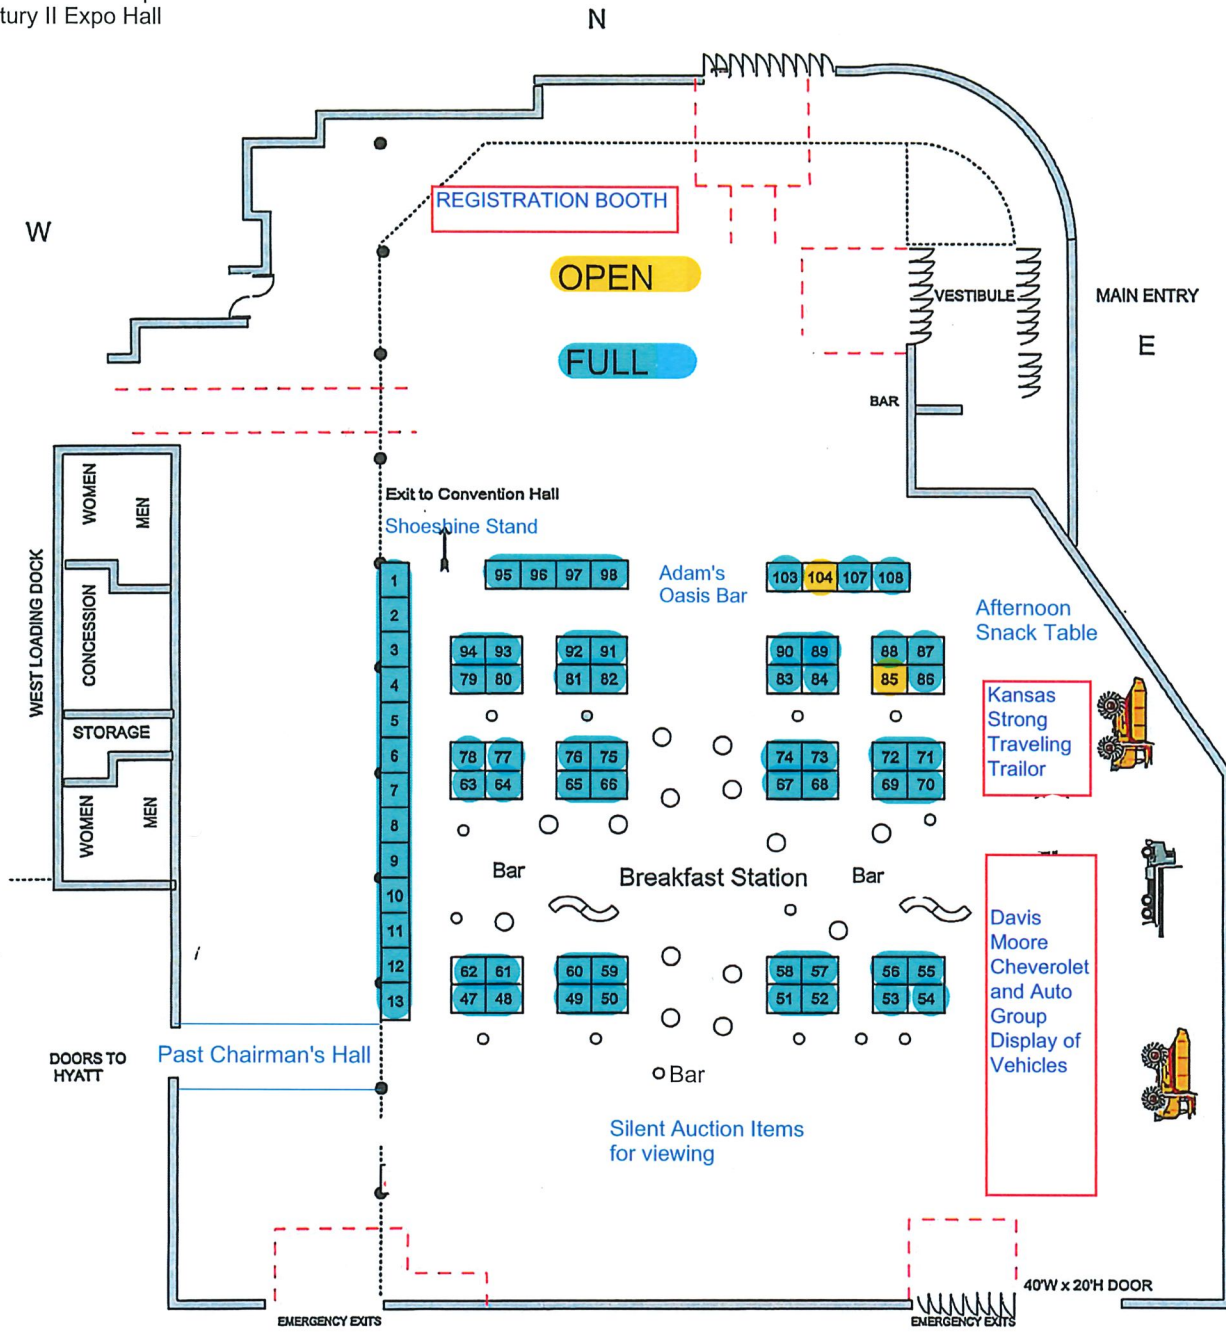 tury II Expo Hall
N
W
REGISTRATION BOOTH
OPEN
VESTIBULE
MAIN ENTRY
E
FULL
BAR
Exit to Convention Hall
Shoeshine Stand
WEST LOADING DOCK
WOMEN
MEN
CONCESSION
STORAGE
WOMEN
MEN
1
2
3
4
5
6
7
8
9
10
11
12
13
95 96 97 98
Adam's
Oasis Bar
103 104 107 108
Afternoon
Snack Table
94 93 92 91 90 89 88 87
79 80 81 82 83 84 85 86
Kansas
Strong
Traveling
Trailor
78 77 76 75 74 73 72 71
63 64 65 66 67 68 69 70
Bar
Breakfast Station
Bar
Davis
Moore
Cheverolet
and Auto
Group
Display of
Vehicles
62 61 60 59 58 57 56 55
47 48 49 50 51 52 53 54
i
DOORS TO
HYATT
Past Chairman's Hall
Bar
Silent Auction Items
for viewing
40'W x 20'H DOOR
EMERGENCY EXITS
EMERGENCY EXITS